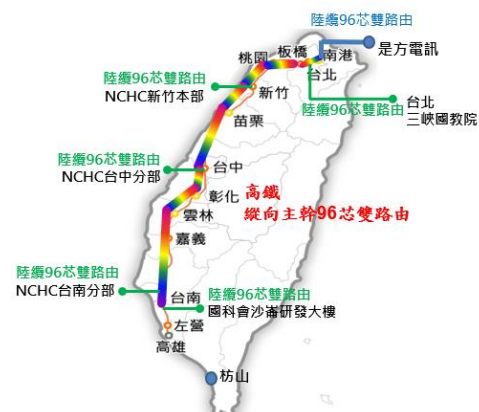 陸纜96芯雙路由
是方電訊
桃園
板橋
南港
台北
陸纜96芯雙路由
NCHC新竹本部
新竹
陸纜96芯雙路由
台北
三峽國教院
苗栗
陸纜96芯雙路由
NCHC台中分部
台中
彰化
高鐵
縱向主幹96芯雙路由
雲林
嘉義
陸纜96芯雙路由
NCHC台南分部
台南
陸纜96芯雙路由
國科會沙崙研發大樓
左營
高雄
枋山